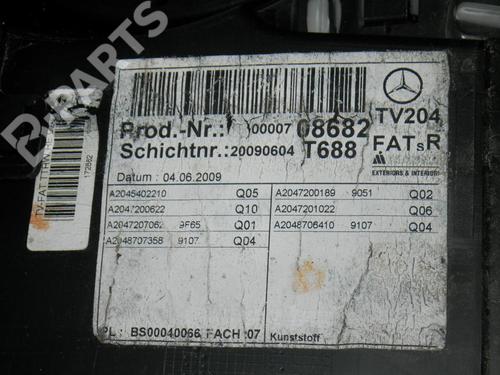 B-PARTS
TV204
Prod.-Nr.: 00007 08682
FATsR
Schichtnr.: 20090604 T688
EXTERIORS & INTERIORS
Datum : 04.06.2009
A2045402210 Q05
A2047200189 9051 Q02
A2047200622 Q10
A2047201022 Q06
A2047207062 9F65 Q01
A2048706410 9107 Q04
A2048707358 9107 Q04
PL : BS00040066 FACH :07
Kunststoff
172882